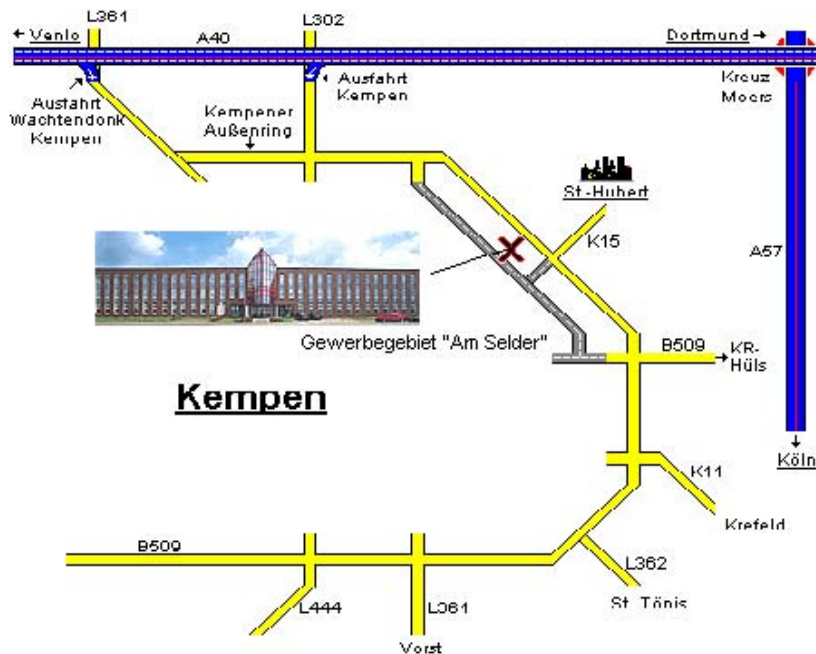 L361
L302
Venlo
A40
Dortmund
Ausfahrt
Wachtendonk
Kempen
Kempener
Außenring
Ausfahrt
Kempen
Kreuz
Moers
St.-Hubert
K15
A57
Gewerbegebiet "Am Selder"
B509
KR-
Hüls
Kempen
Köln
K11
Krefeld
B509
L362
L444
L361
St. Tönis
Vorst